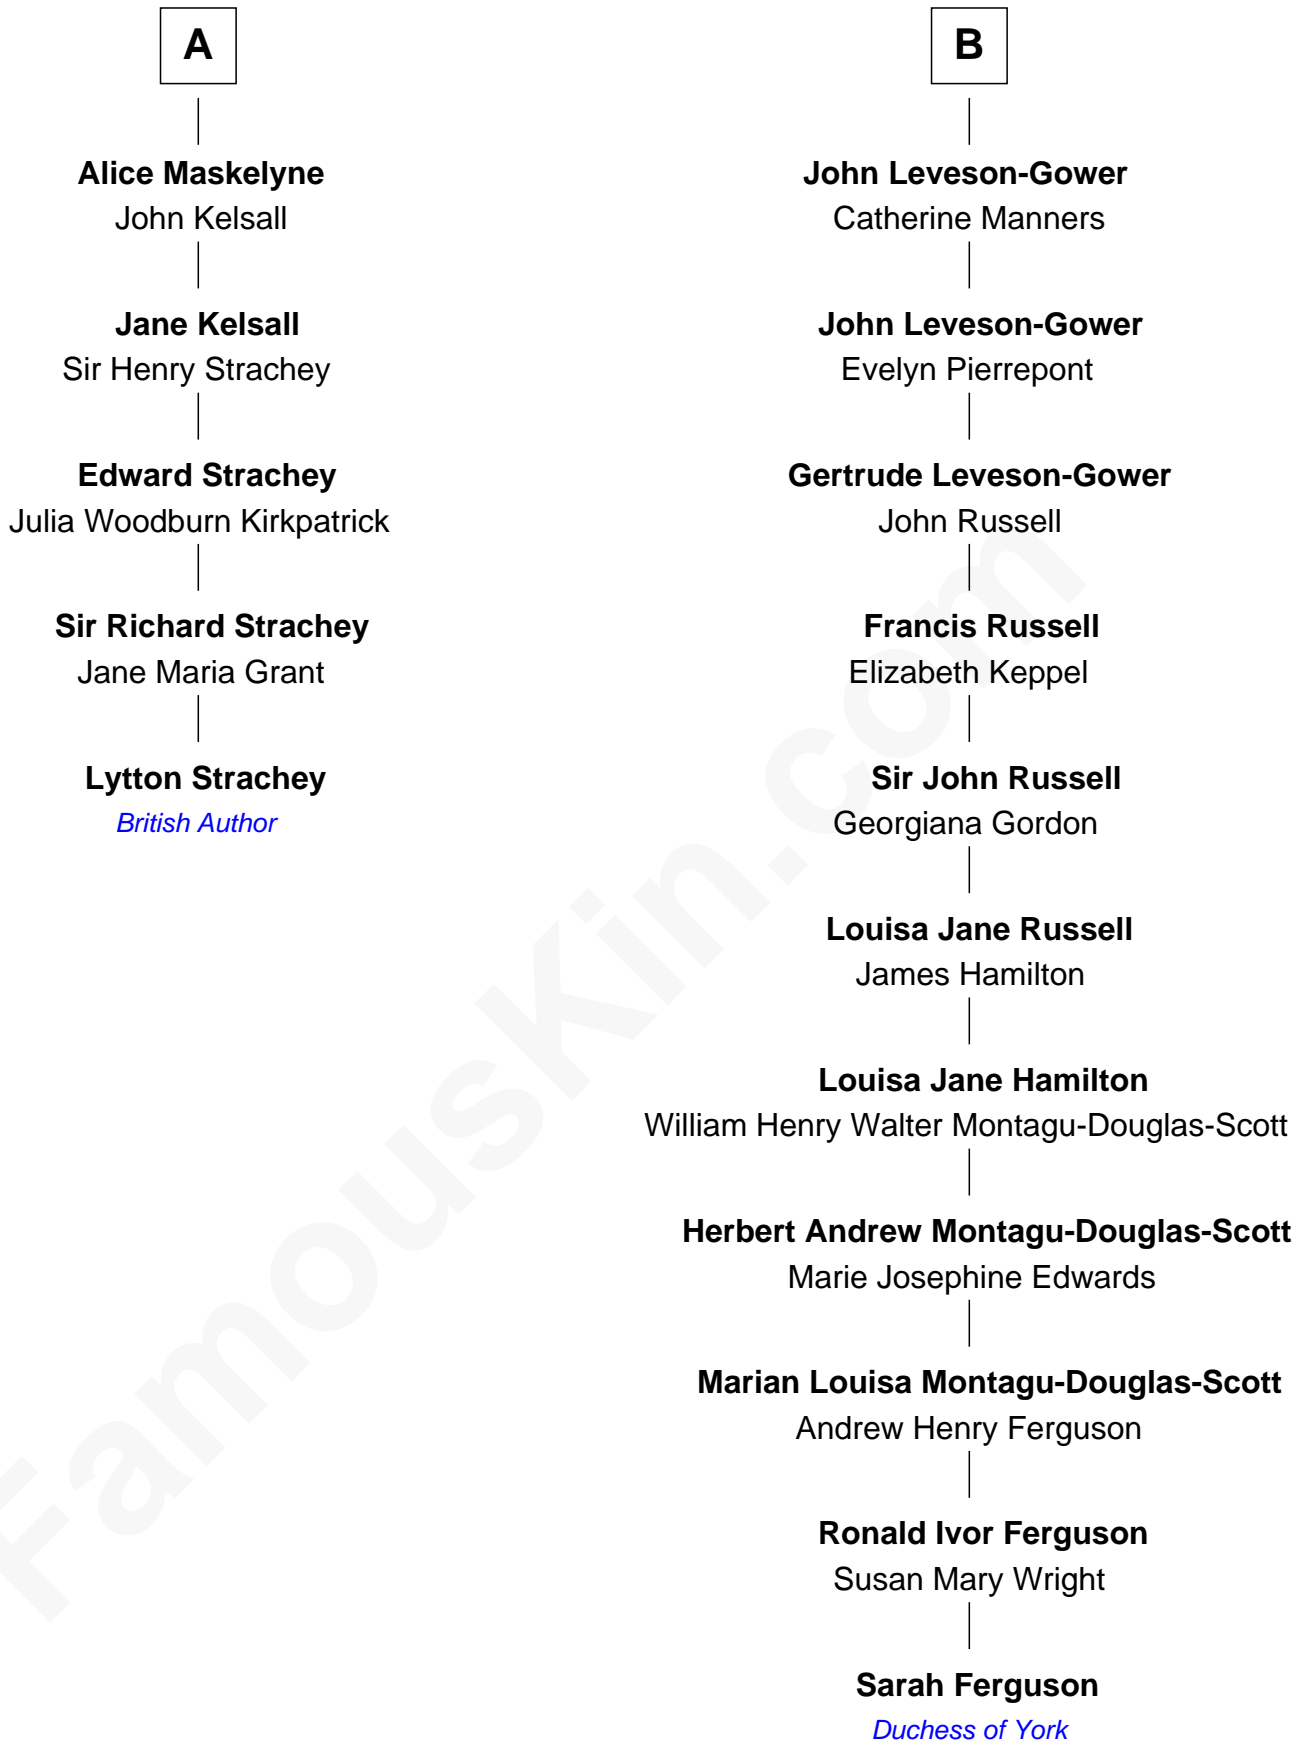 A
Alice Maskelyne
John Kelsall
Jane Kelsall
Sir Henry Strachey
Edward Strachey
Julia Woodburn Kirkpatrick
Sir Richard Strachey
Jane Maria Grant
Lytton Strachey
British Author
B
John Leveson-Gower
Catherine Manners
John Leveson-Gower
Evelyn Pierrepont
Gertrude Leveson-Gower
John Russell
Francis Russell
Elizabeth Keppel
Sir John Russell
Georgiana Gordon
Louisa Jane Russell
James Hamilton
Louisa Jane Hamilton
William Henry Walter Montagu-Douglas-Scott
Herbert Andrew Montagu-Douglas-Scott
Marie Josephine Edwards
Marian Louisa Montagu-Douglas-Scott
Andrew Henry Ferguson
Ronald Ivor Ferguson
Susan Mary Wright
Sarah Ferguson
Duchess of York
FamousKin.com